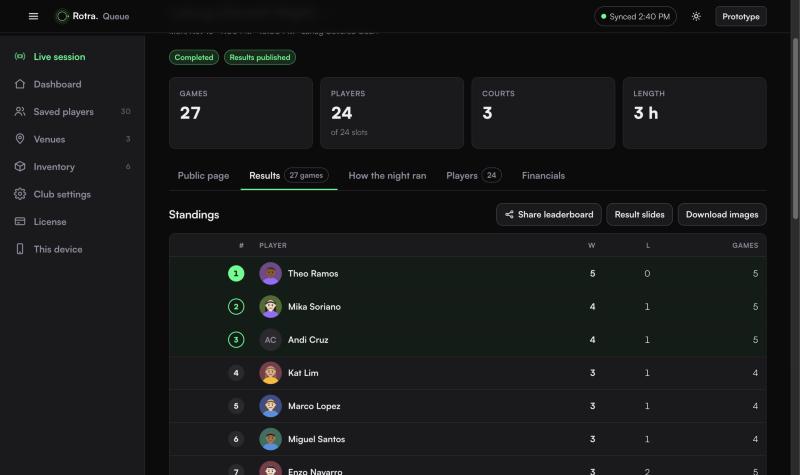 Rotra. Queue
Synced 2:40 PM
Prototype
Live session
Dashboard
Saved players 30
Venues 3
Inventory 6
Club settings
License
This device
Completed
Results published
GAMES
27
PLAYERS
24
of 24 slots
COURTS
3
LENGTH
3 h
Public page
Results 27 games
How the night ran
Players 24
Financials
Standings
Share leaderboard
Result slides
Download images
# PLAYER W L GAMES
1 Theo Ramos 5 0 5
2 Mika Soriano 4 1 5
3 AC Andi Cruz 4 1 5
4 Kat Lim 3 1 4
5 Marco Lopez 3 1 4
6 Miguel Santos 3 1 4
7 Enzo Navarro 3 2 5